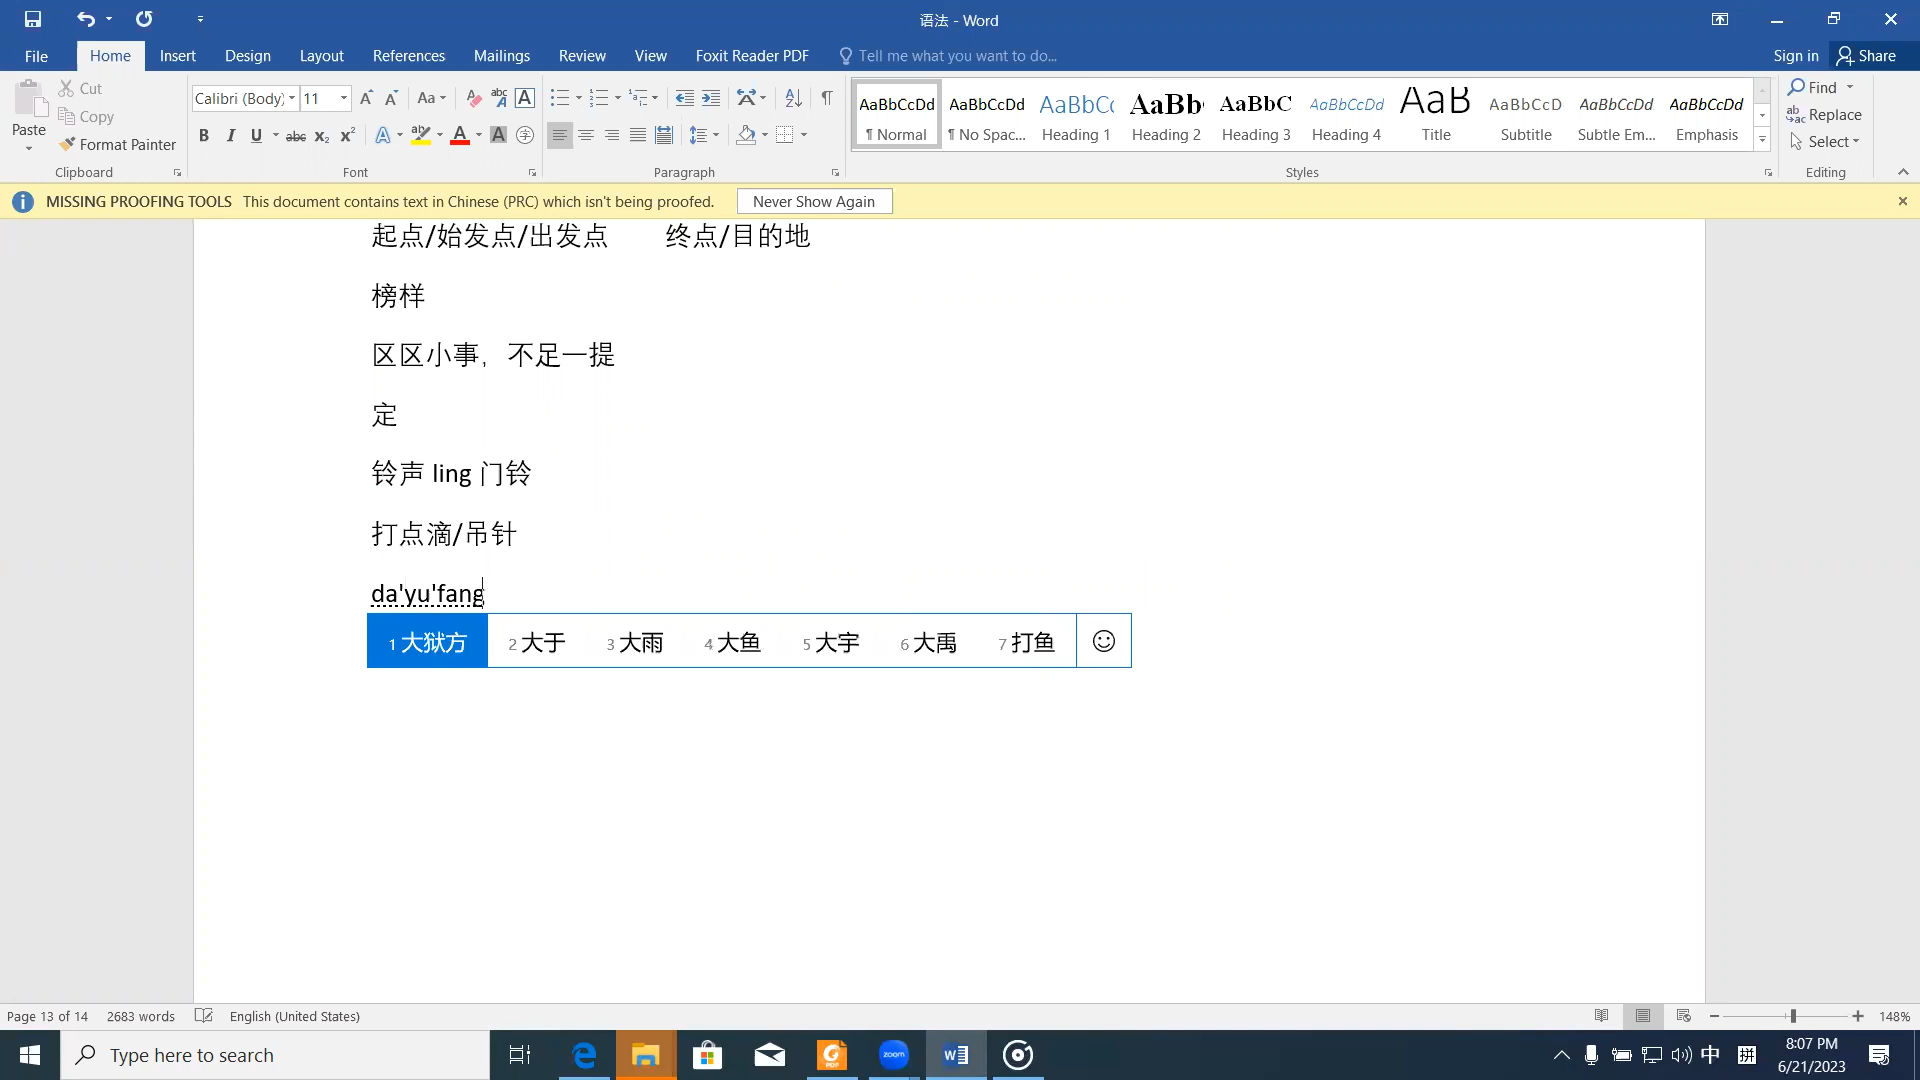 语法 - Word
File Home Insert Design Layout References Mailings Review View Foxit Reader PDF Tell me what you want to do... Sign in Share
Paste
Cut
Copy
Format Painter
Clipboard
Calibri (Body) 11
Font
Paragraph
AaBbCcDd AaBbCcDd AaBbCc AaBb AaBbC AaBbCcDd AaB AaBbCcD AaBbCcDd AaBbCcDd
¶ Normal ¶ No Spac... Heading 1 Heading 2 Heading 3 Heading 4 Title Subtitle Subtle Em... Emphasis
Styles
Find
Replace
Select
Editing
MISSING PROOFING TOOLS This document contains text in Chinese (PRC) which isn't being proofed. Never Show Again
起点/始发点/出发点 终点/目的地
榜样
区区小事，不足一提
定
铃声 ling 门铃
打点滴/吊针
da'yu'fang
1 大狱方 2 大于 3 大雨 4 大鱼 5 大宇 6 大禹 7 打鱼
Page 13 of 14 2683 words English (United States) 148%
Type here to search
zoom
中 拼
8:07 PM
6/21/2023